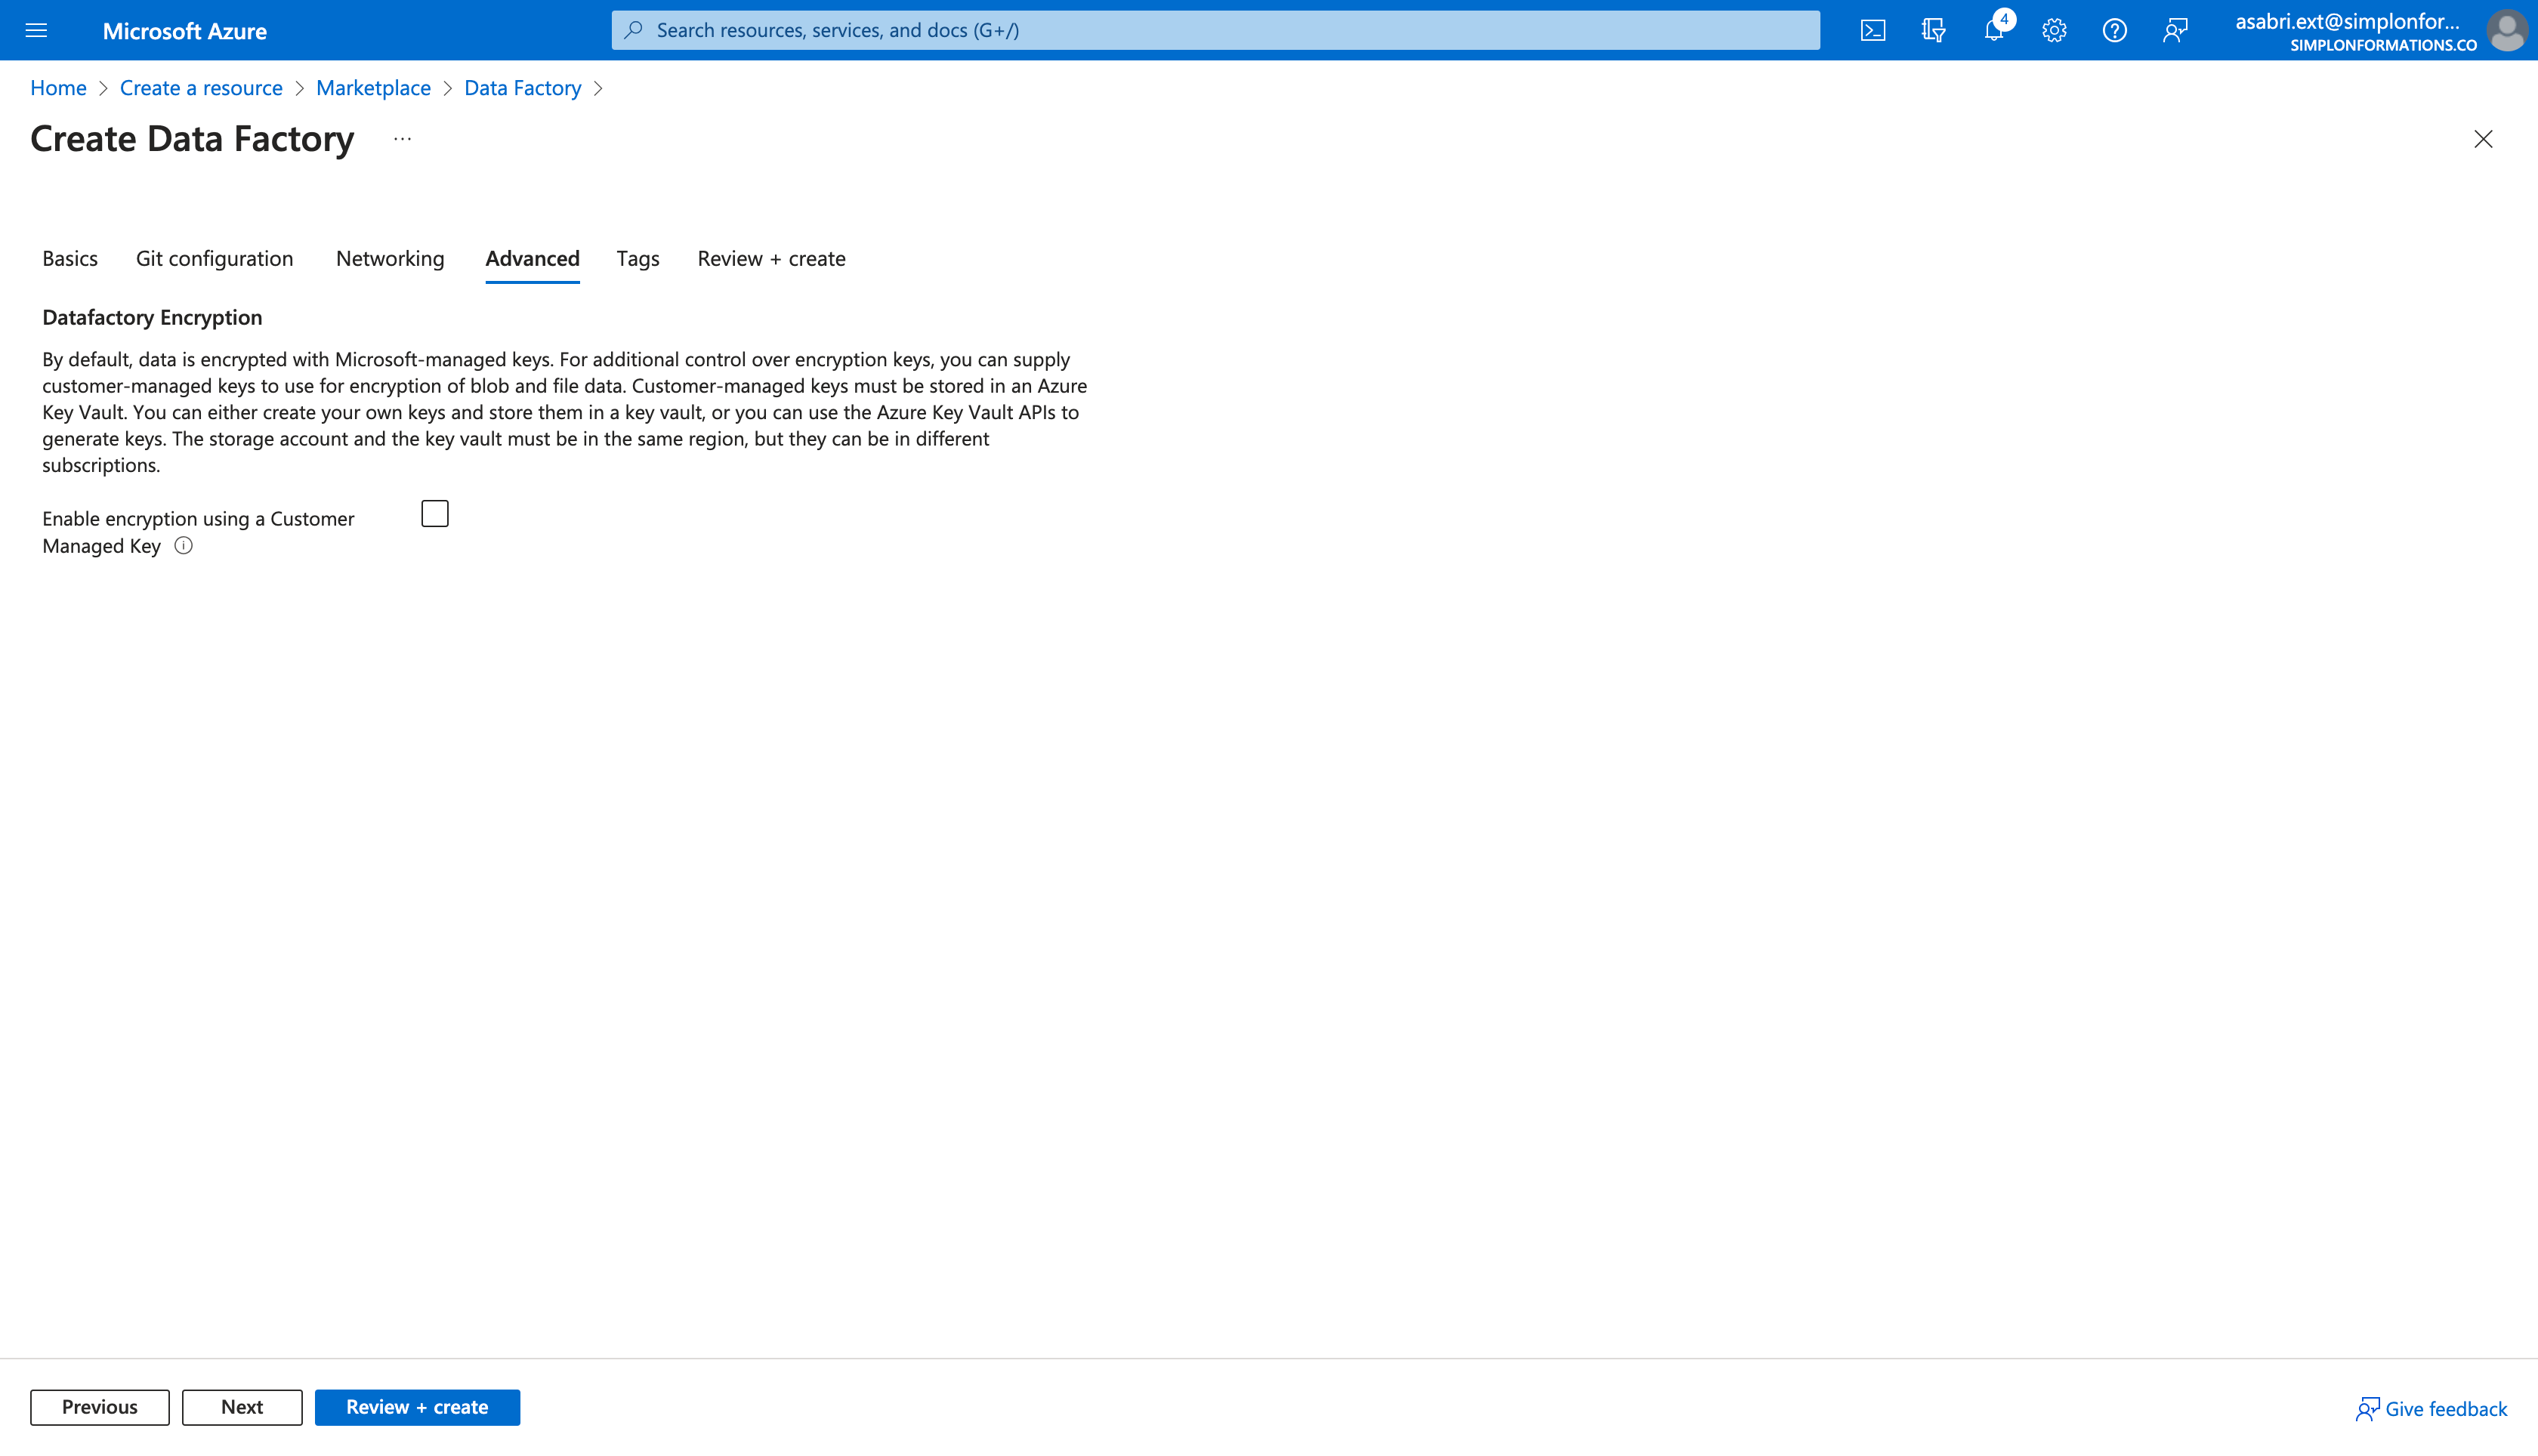 Microsoft Azure
Search resources, services, and docs (G+/)
4
asabri.ext@simplonfor...
SIMPLONFORMATIONS.CO
Home > Create a resource > Marketplace > Data Factory >
Create Data Factory ...
Basics Git configuration Networking Advanced Tags Review + create
Datafactory Encryption
By default, data is encrypted with Microsoft-managed keys. For additional control over encryption keys, you can supply
customer-managed keys to use for encryption of blob and file data. Customer-managed keys must be stored in an Azure
Key Vault. You can either create your own keys and store them in a key vault, or you can use the Azure Key Vault APIs to
generate keys. The storage account and the key vault must be in the same region, but they can be in different
subscriptions.
Enable encryption using a Customer
Managed Key
Previous Next Review + create Give feedback